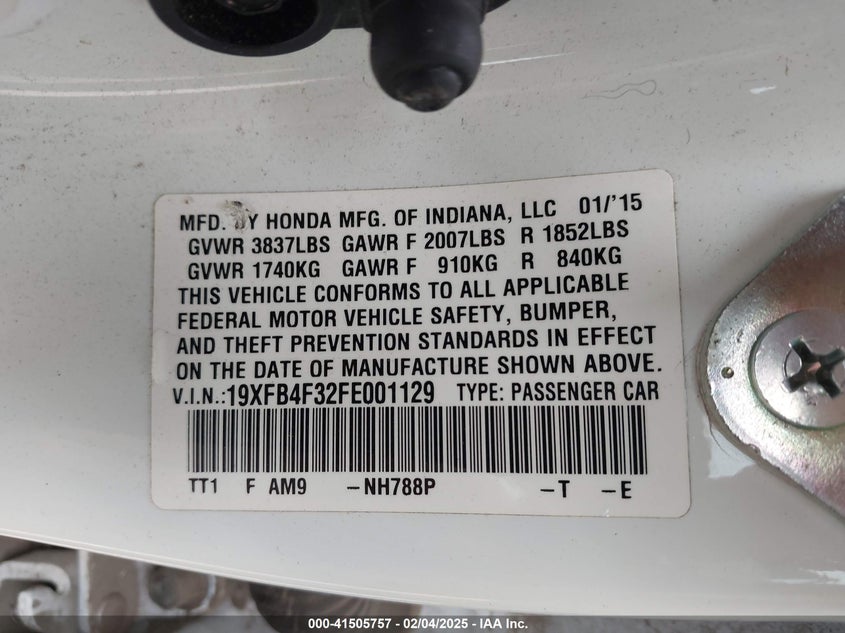 MFD. BY HONDA MFG. OF INDIANA, LLC 01/'15
GVWR 3837LBS GAWR F 2007LBS R 1852LBS
GVWR 1740KG GAWR F 910KG R 840KG
THIS VEHICLE CONFORMS TO ALL APPLICABLE
FEDERAL MOTOR VEHICLE SAFETY, BUMPER,
AND THEFT PREVENTION STANDARDS IN EFFECT
ON THE DATE OF MANUFACTURE SHOWN ABOVE.
V.I.N.:19XFB4F32FE001129 TYPE: PASSENGER CAR
TT1 F AM9 -NH788P -T -E
000-41505757 - 02/04/2025 - IAA Inc.